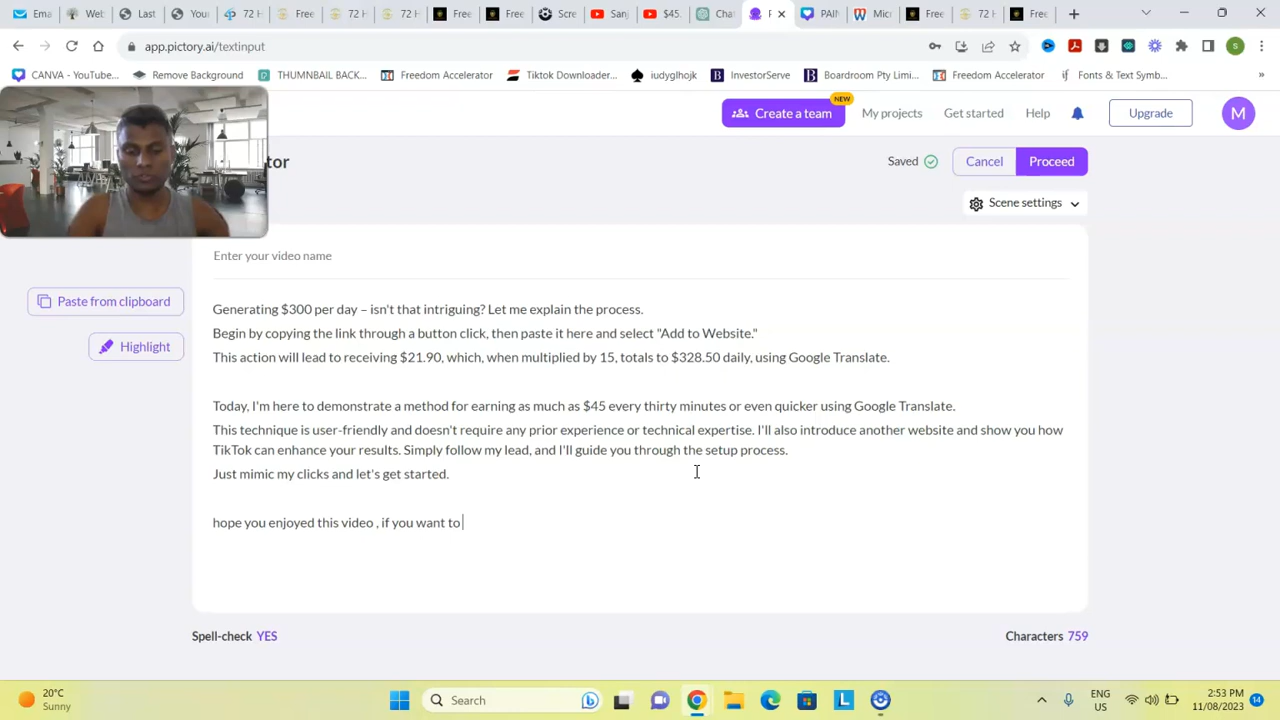 Ema
Web
Last
You
72 H
Free
72 H
72 H
Free
Free
Scre
Sanj
$45.
Chat
P
PAIN
Micr
Free
72 H
Free
app.pictory.ai/textinput
CANVA - YouTube...
Remove Background
THUMNBAIL BACK...
Freedom Accelerator
Tiktok Downloader...
iudyglhojk
InvestorServe
Boardroom Pty Limi...
Freedom Accelerator
Fonts & Text Symb...
NEW
Create a team
My projects
Get started
Help
Upgrade
M
tor
Saved
Cancel
Proceed
Scene settings
Enter your video name
Paste from clipboard
Highlight
Generating $300 per day – isn't that intriguing? Let me explain the process.
Begin by copying the link through a button click, then paste it here and select "Add to Website."
This action will lead to receiving $21.90, which, when multiplied by 15, totals to $328.50 daily, using Google Translate.
Today, I'm here to demonstrate a method for earning as much as $45 every thirty minutes or even quicker using Google Translate.
This technique is user-friendly and doesn't require any prior experience or technical expertise. I'll also introduce another website and show you how
TikTok can enhance your results. Simply follow my lead, and I'll guide you through the setup process.
Just mimic my clicks and let's get started.
hope you enjoyed this video , if you want to
Spell-check YES
Characters 759
20°C
Sunny
Search
ENG
US
2:53 PM
11/08/2023
14